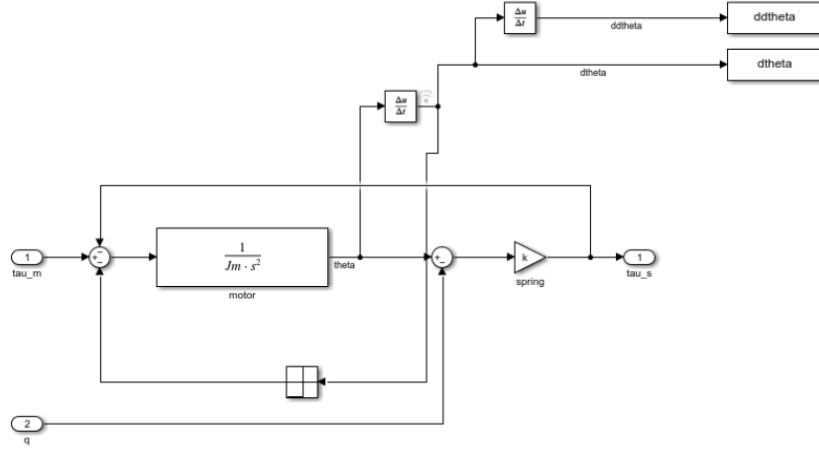 Δu
Δt
ddtheta
ddtheta
dtheta
dtheta
Δu
Δt
1
tau_m
+
−
−
1
Jm · s²
motor
theta
+
−
k
spring
1
tau_s
2
q